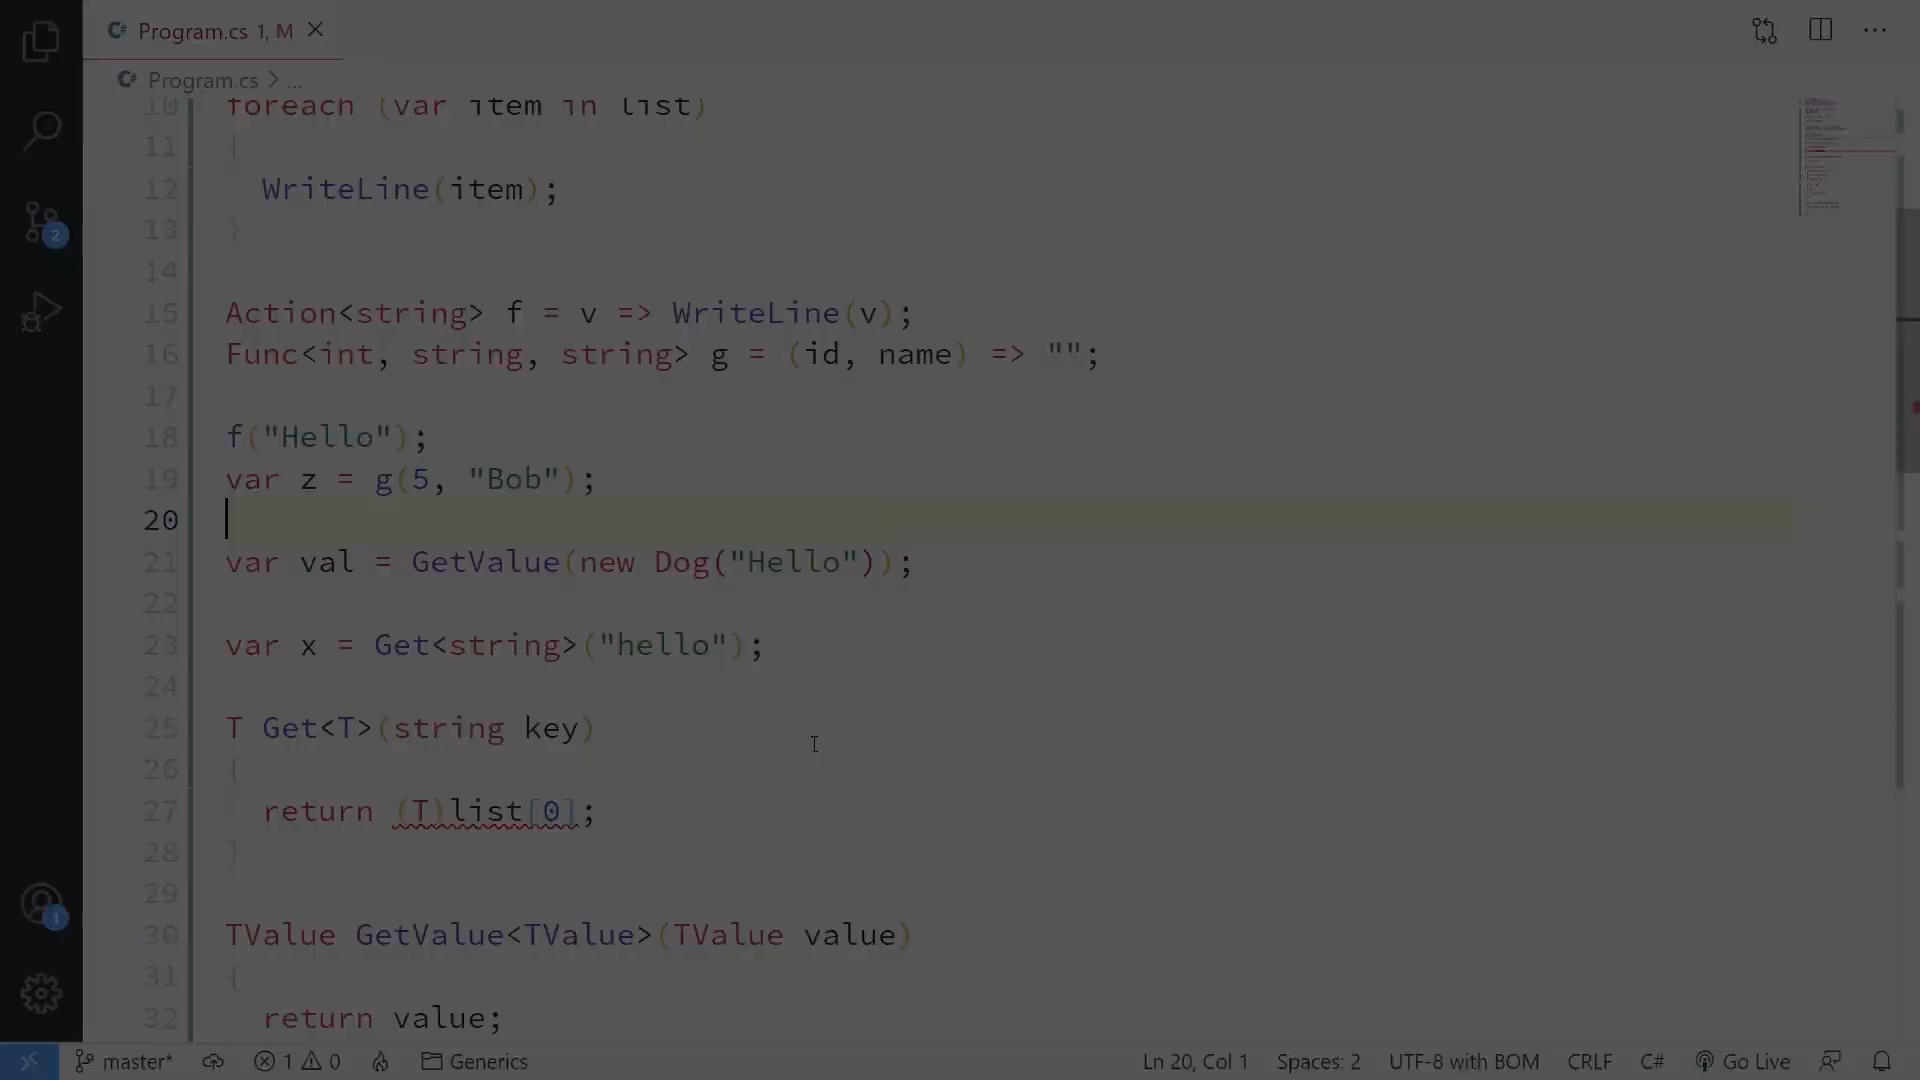 Program.cs 1, M
Program.cs > ...
10 foreach (var item in list)
11 {
12 WriteLine(item);
13 }
14
15 Action<string> f = v => WriteLine(v);
16 Func<int, string, string> g = (id, name) => "";
17
18 f("Hello");
19 var z = g(5, "Bob");
20
21 var val = GetValue(new Dog("Hello"));
22
23 var x = Get<string>("hello");
24
25 T Get<T>(string key)
26 {
27 return (T)list[0];
28 }
29
30 TValue GetValue<TValue>(TValue value)
31 {
32 return value;
2
1
master* 1 0 Generics Ln 20, Col 1 Spaces: 2 UTF-8 with BOM CRLF C# Go Live